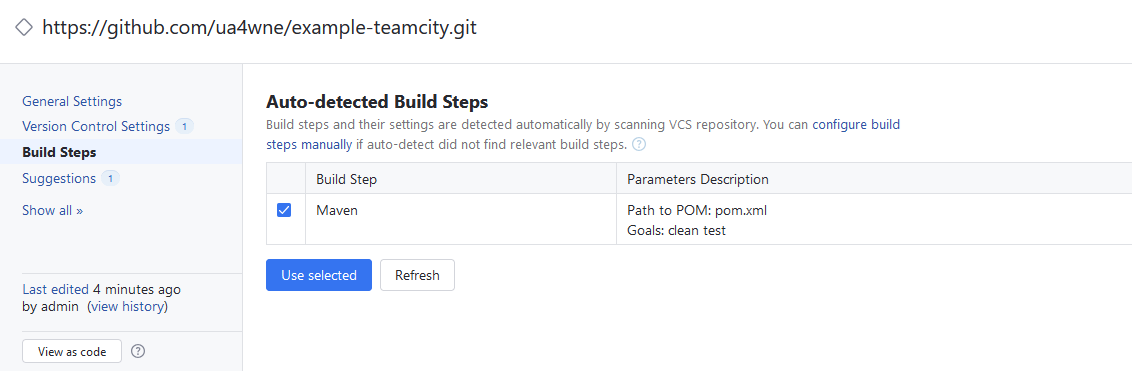 https://github.com/ua4wne/example-teamcity.git
General Settings
Version Control Settings 1
Build Steps
Suggestions 1
Show all »
Last edited 4 minutes ago
by admin (view history)
View as code ?
Auto-detected Build Steps
Build steps and their settings are detected automatically by scanning VCS repository. You can configure build
steps manually if auto-detect did not find relevant build steps. ?
Build Step Parameters Description
Maven Path to POM: pom.xml
Goals: clean test
Use selected Refresh